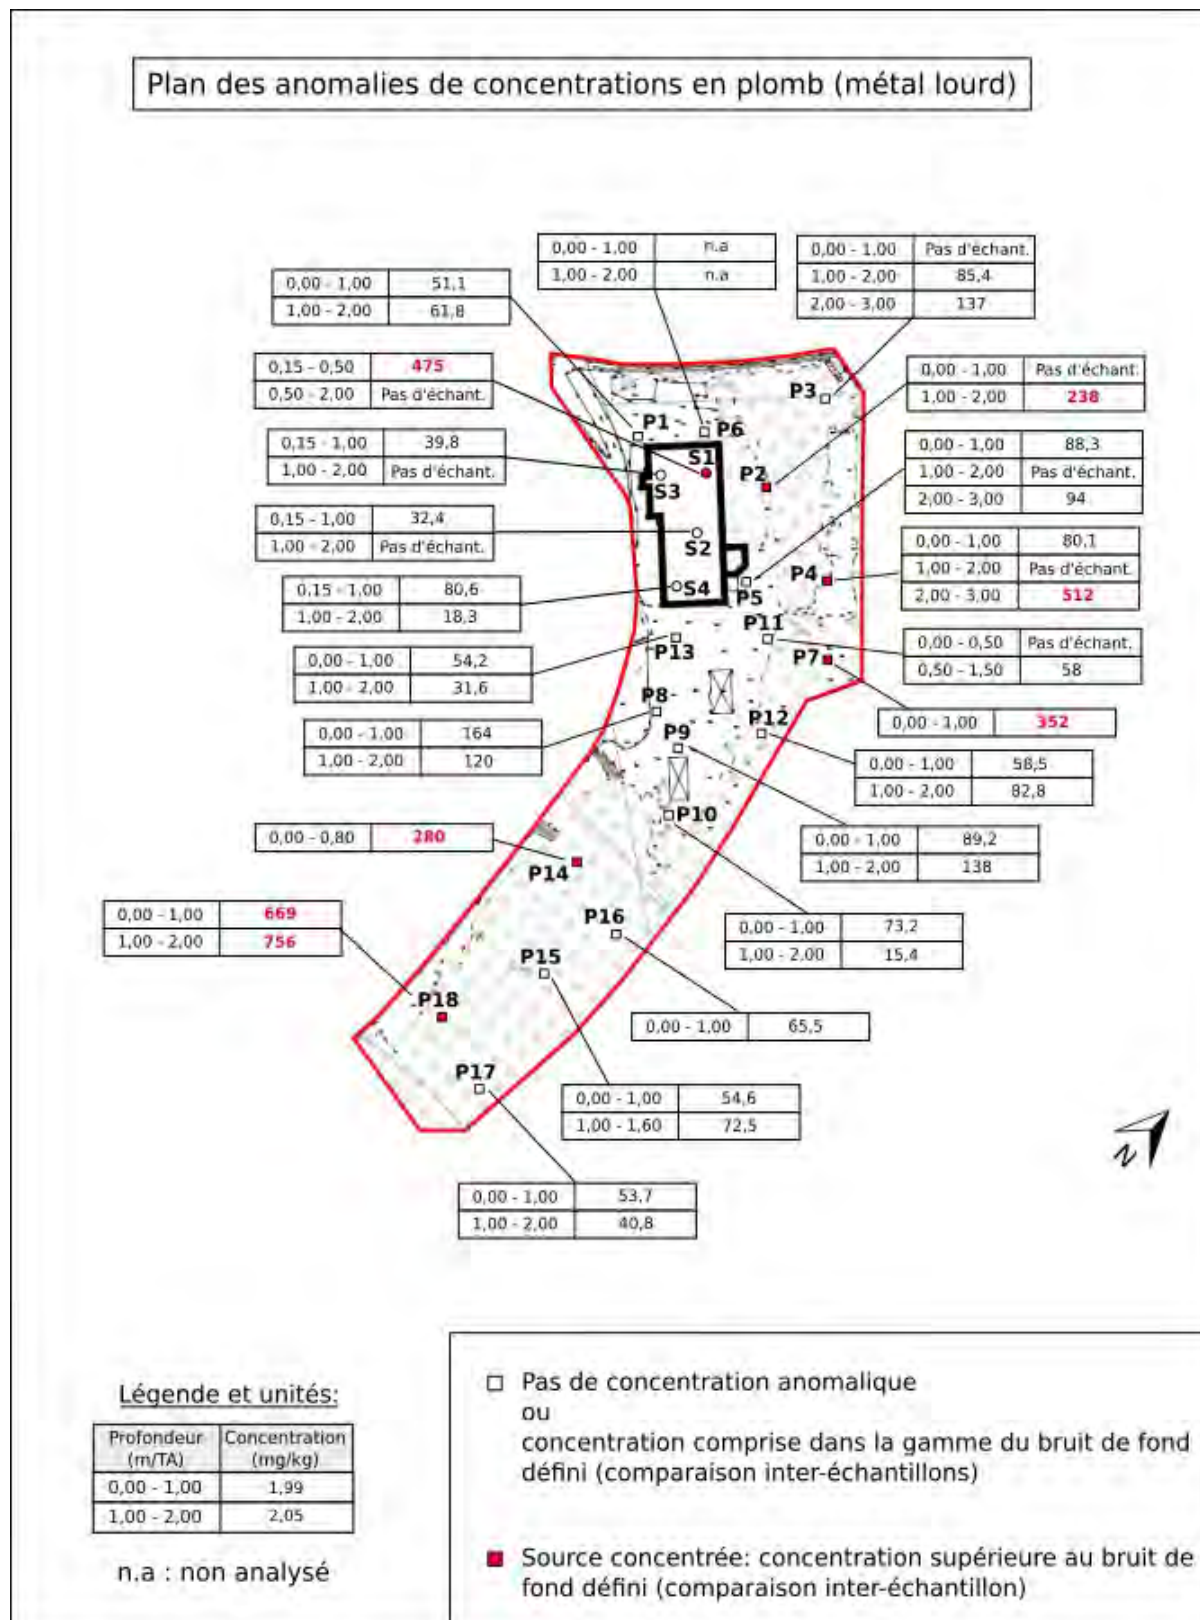 Plan des anomalies de concentrations en plomb (métal lourd)
0,00 - 1,00 n.a
1,00 - 2,00 n.a
0,00 - 1,00 Pas d'échant.
1,00 - 2,00 85,4
2,00 - 3,00 137
0,00 - 1,00 51,1
1,00 - 2,00 61,8
0,15 - 0,50 475
0,50 - 2,00 Pas d'échant.
0,00 - 1,00 Pas d'échant.
1,00 - 2,00 238
0,15 - 1,00 39,8
1,00 - 2,00 Pas d'échant.
0,00 - 1,00 88,3
1,00 - 2,00 Pas d'échant.
2,00 - 3,00 94
0,15 - 1,00 32,4
1,00 - 2,00 Pas d'échant.
0,00 - 1,00 80,1
1,00 - 2,00 Pas d'échant.
2,00 - 3,00 512
0,15 - 1,00 80,6
1,00 - 2,00 18,3
0,00 - 0,50 Pas d'échant.
0,50 - 1,50 58
0,00 - 1,00 54,2
1,00 - 2,00 31,6
0,00 - 1,00 352
0,00 - 1,00 164
1,00 - 2,00 120
0,00 - 1,00 58,5
1,00 - 2,00 82,8
0,00 - 0,80 280
0,00 - 1,00 89,2
1,00 - 2,00 138
0,00 - 1,00 669
1,00 - 2,00 756
0,00 - 1,00 73,2
1,00 - 2,00 15,4
0,00 - 1,00 65,5
0,00 - 1,00 54,6
1,00 - 1,60 72,5
0,00 - 1,00 53,7
1,00 - 2,00 40,8
P3
P1
P6
S1
P2
S3
S2
P4
S4
P5
P11
P13
P7
P8
P12
P9
P10
P14
P16
P15
P18
P17
N
Légende et unités:
Profondeur (m/TA) Concentration (mg/kg)
0,00 - 1,00 1,99
1,00 - 2,00 2,05
n.a : non analysé
Pas de concentration anomalique
ou
concentration comprise dans la gamme du bruit de fond
défini (comparaison inter-échantillons)
Source concentrée: concentration supérieure au bruit de
fond défini (comparaison inter-échantillon)